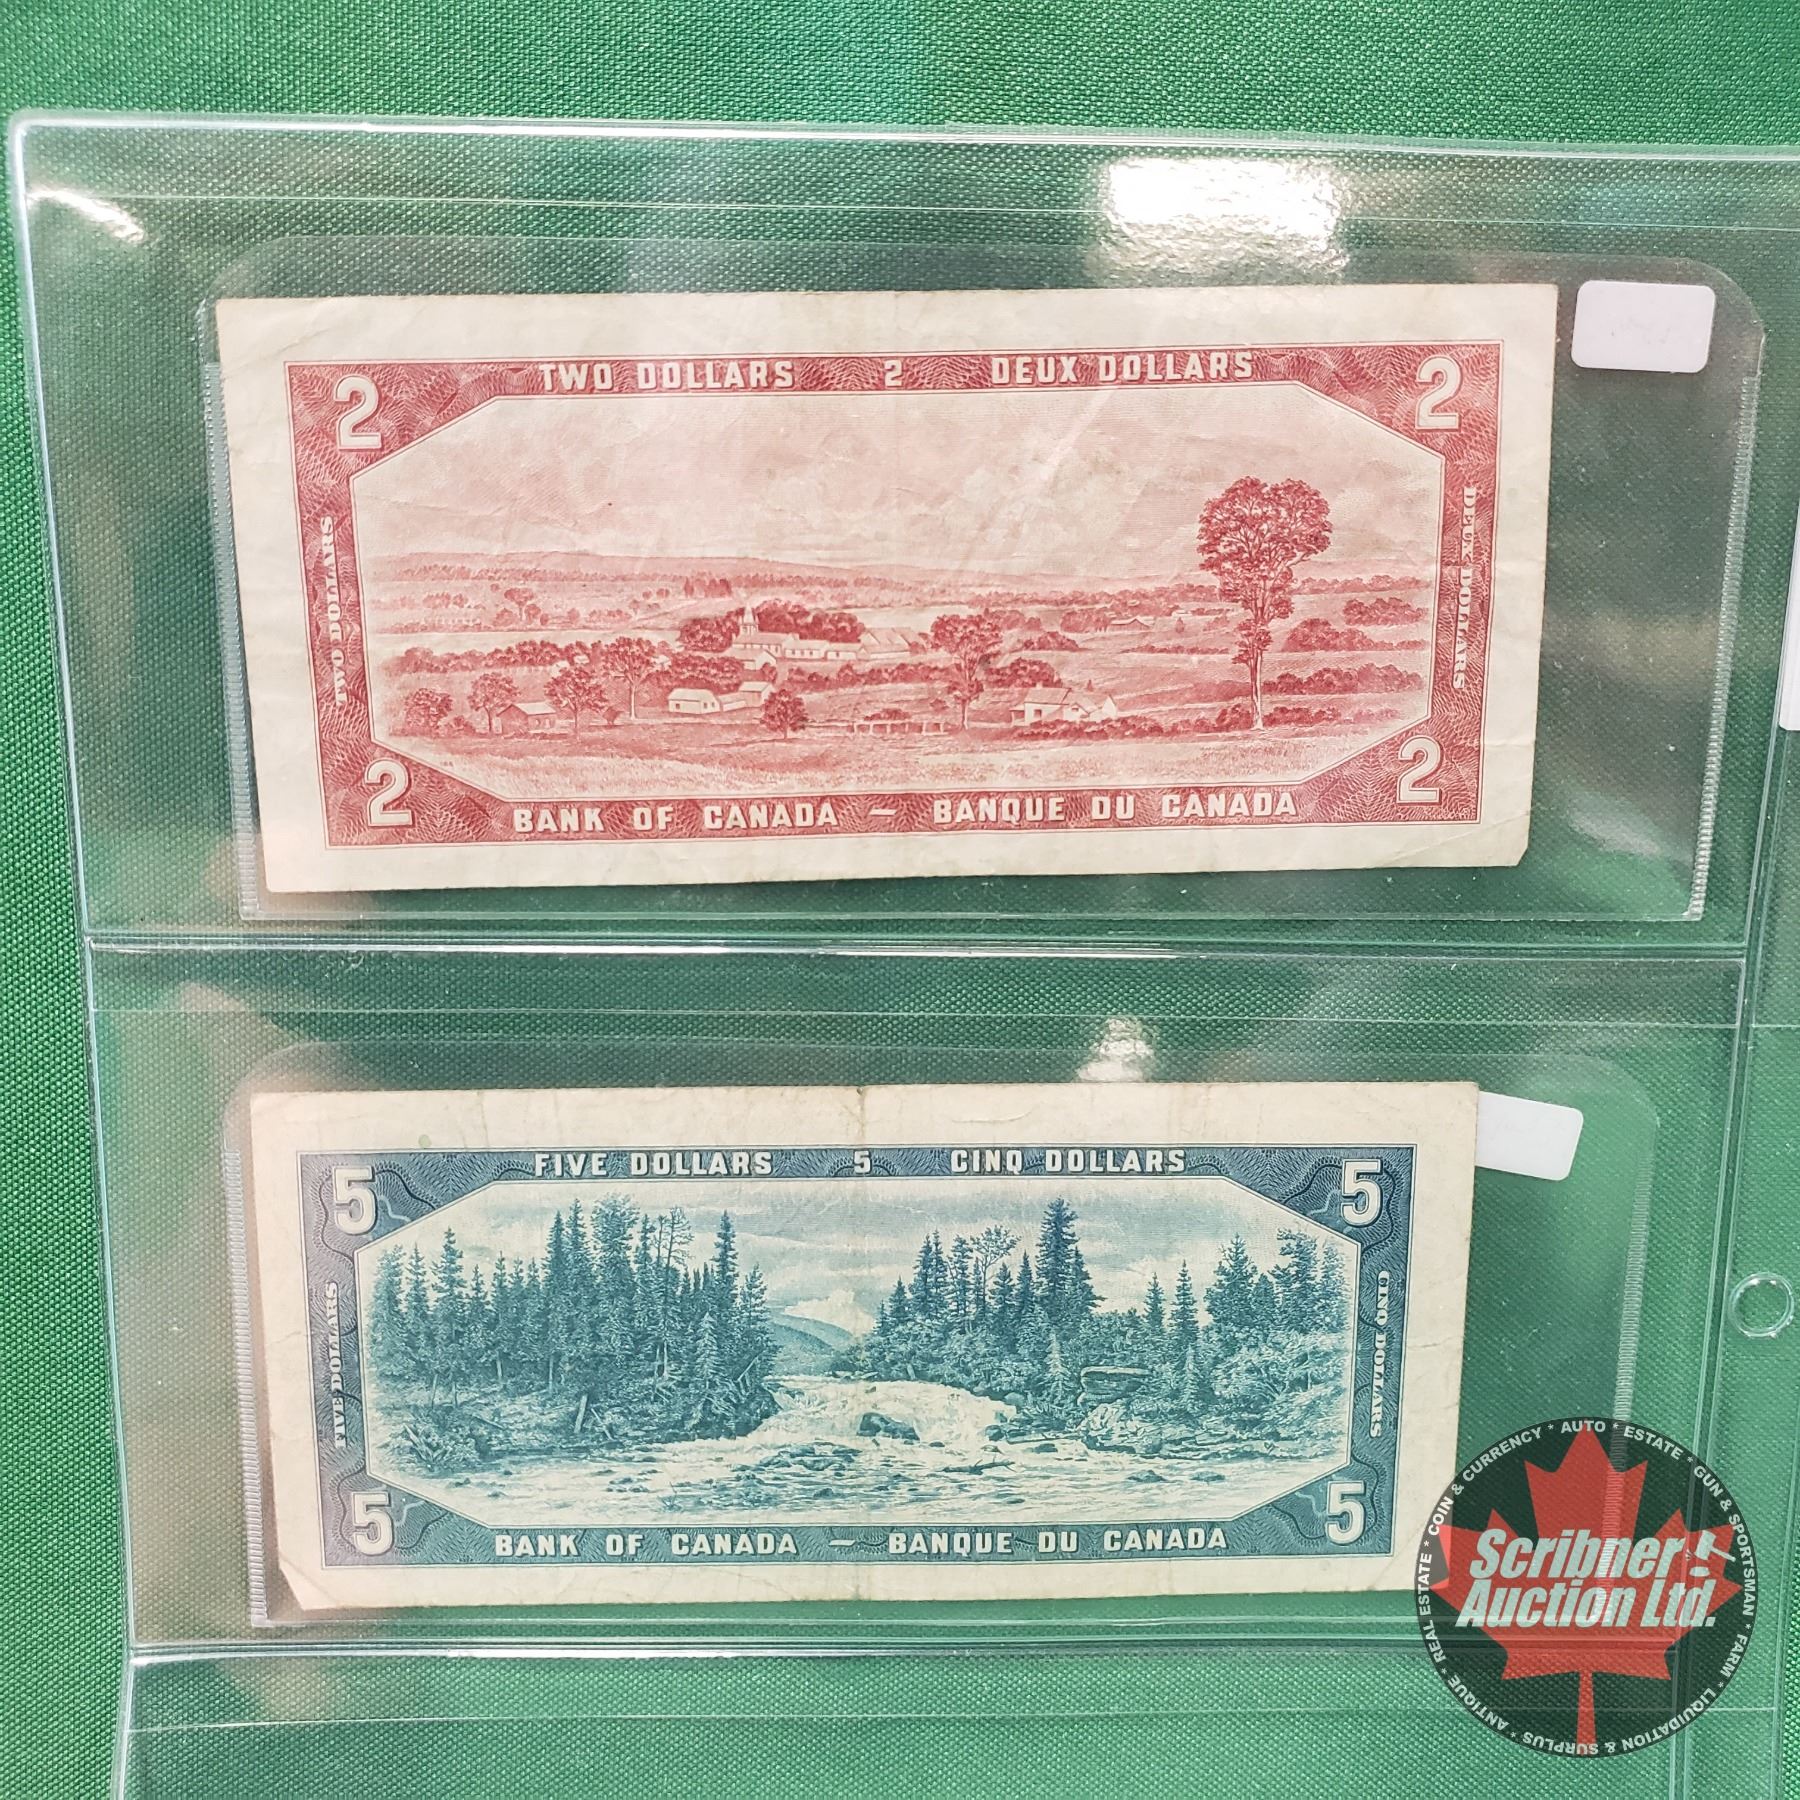 TWO DOLLARS 2 DEUX DOLLARS
2 2
TWO DOLLARS
DEUX DOLLARS
2 2
BANK OF CANADA — BANQUE DU CANADA
FIVE DOLLARS 5 CINQ DOLLARS
5 5
FIVE DOLLARS
CINQ DOLLARS
5 5
BANK OF CANADA — BANQUE DU CANADA
Scribner
Auction Ltd.
COIN & CURRENCY * AUTO * ESTATE * GUN & SPORTSMAN * FARM * LIQUIDATION & SURPLUS * ANTIQUE * REAL ESTATE *